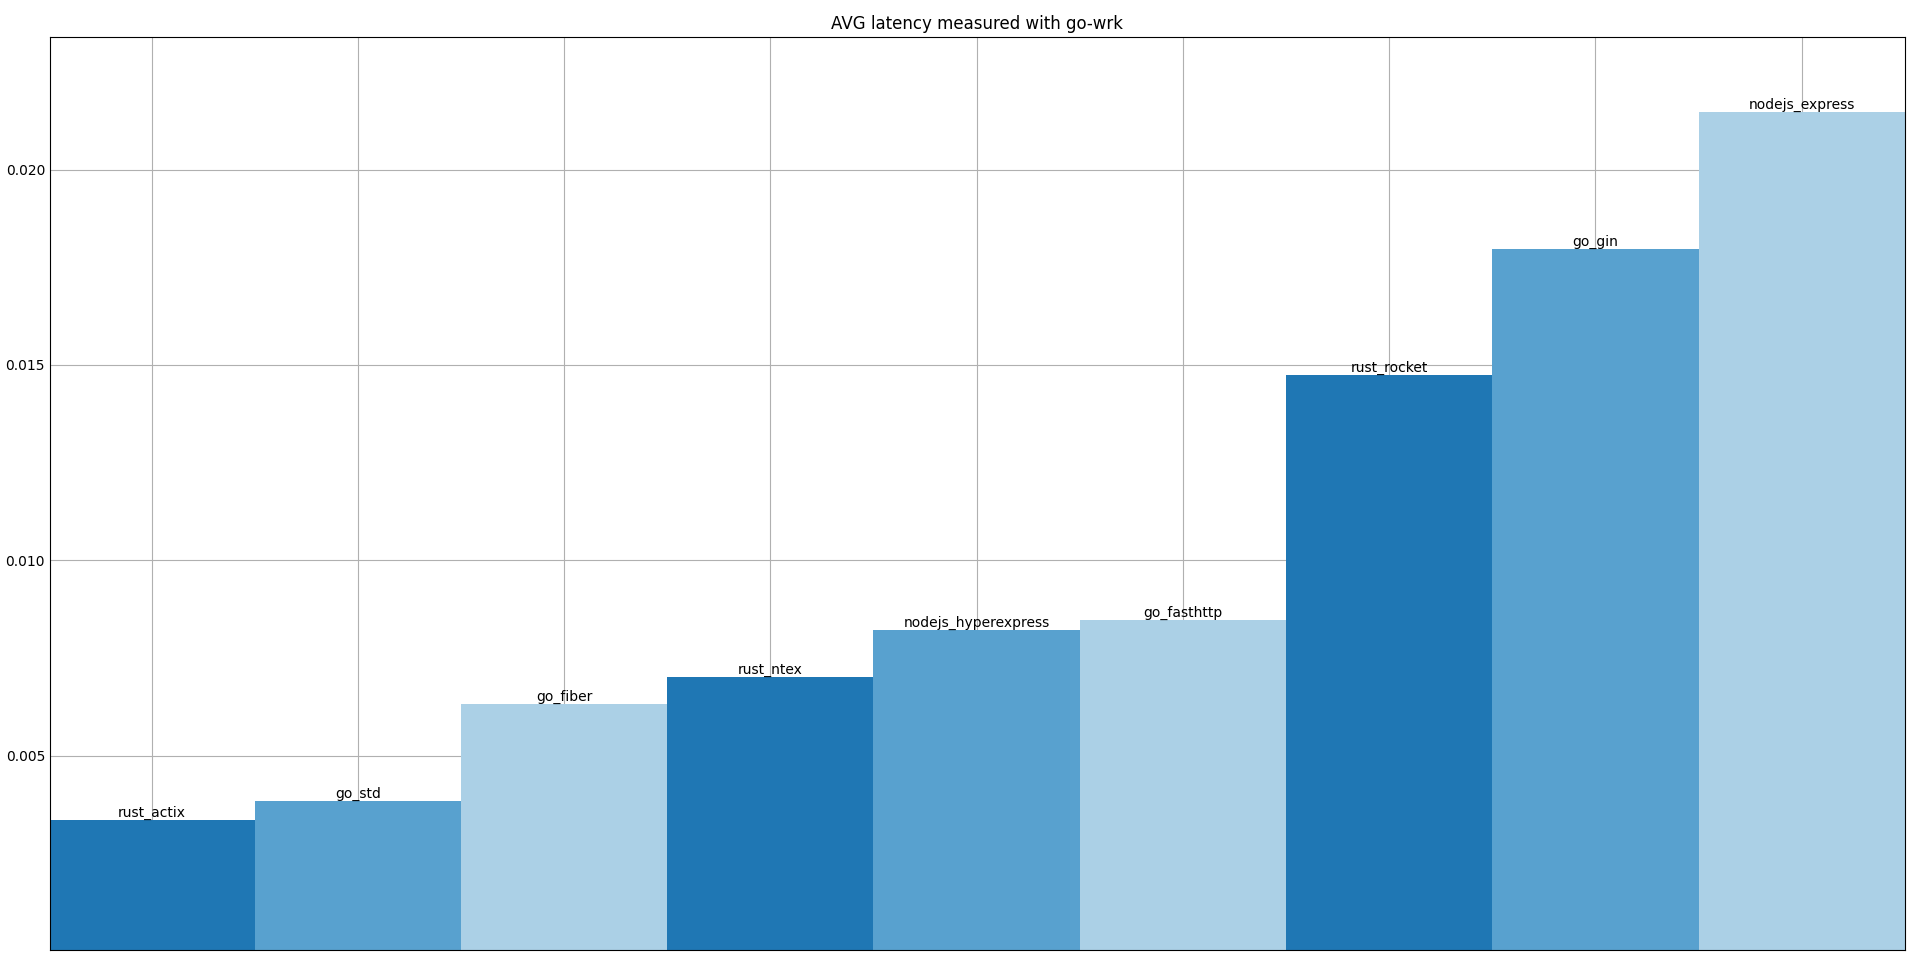 AVG latency measured with go-wrk
nodejs_express
0.020
go_gin
0.015
rust_rocket
0.010
go_fasthttp
nodejs_hyperexpress
rust_ntex
go_fiber
0.005
go_std
rust_actix